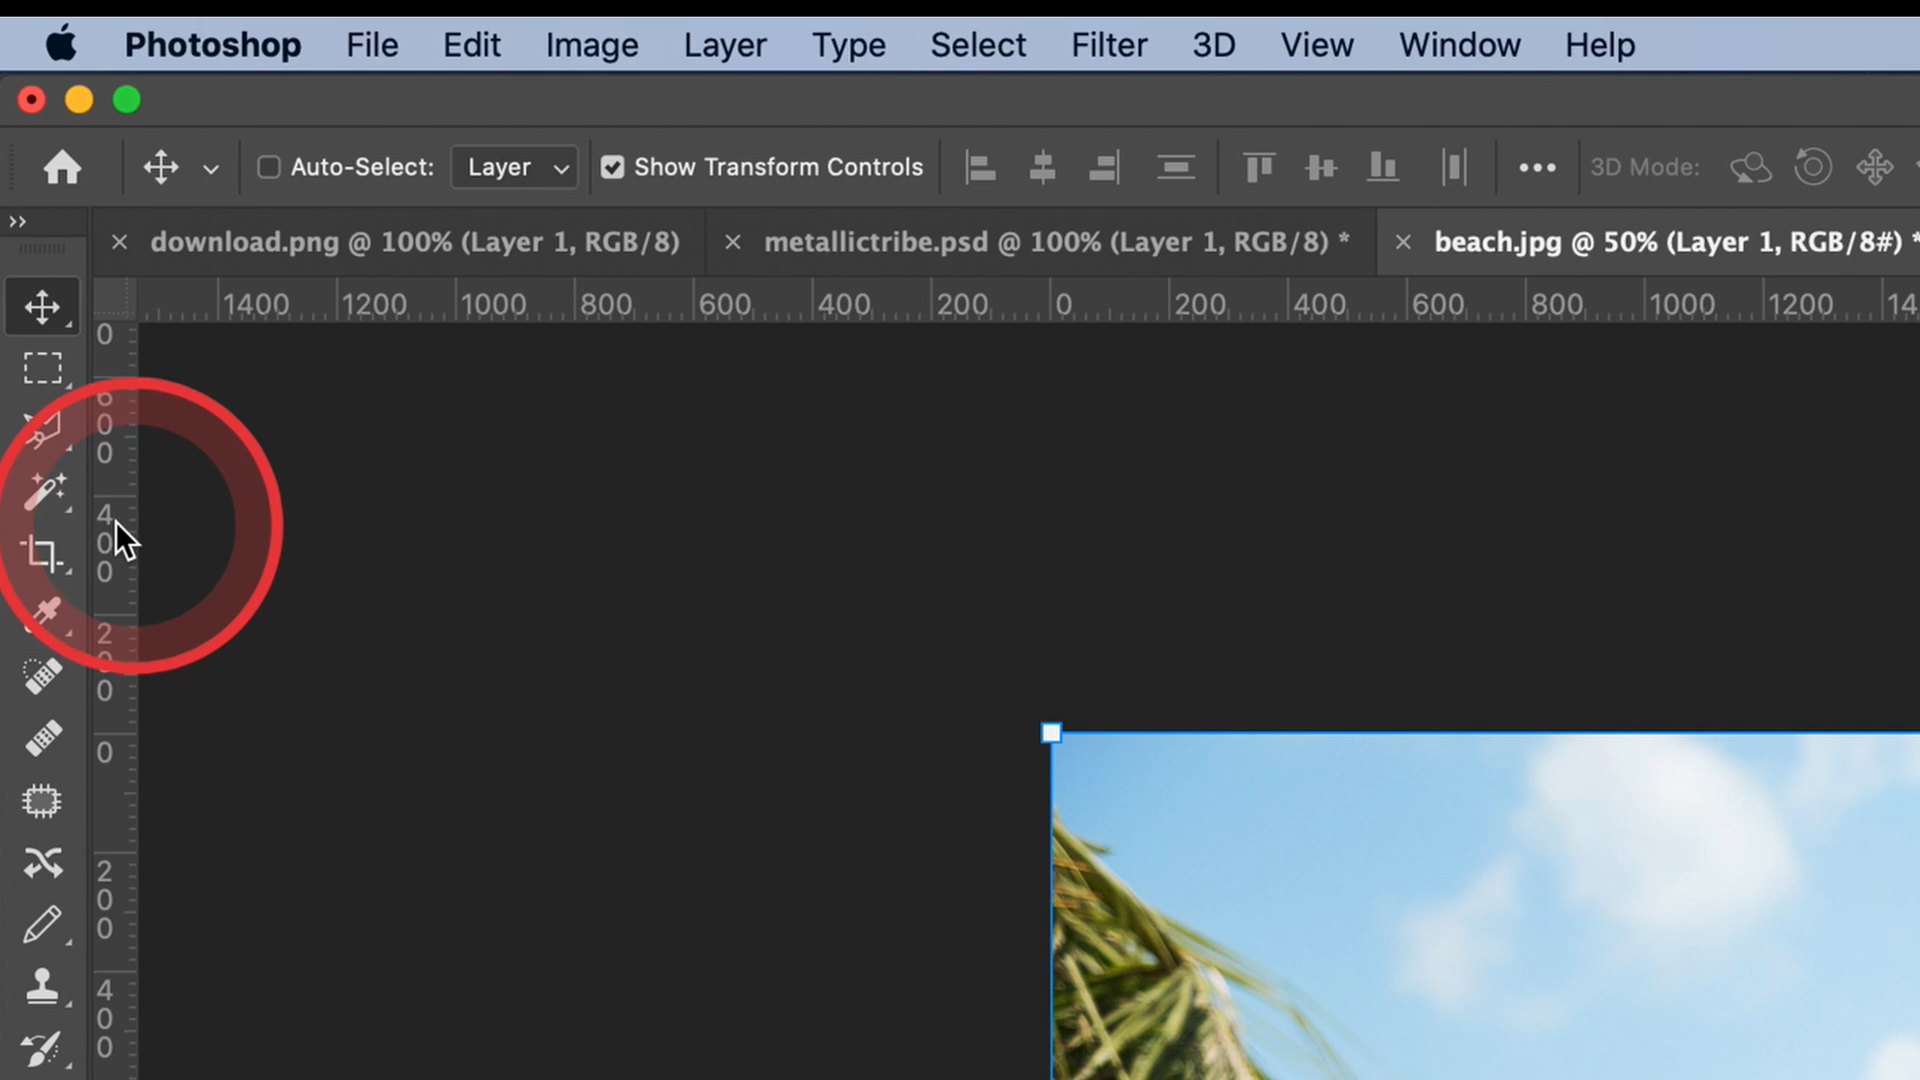 Photoshop File Edit Image Layer Type Select Filter 3D View Window Help
Auto-Select: Layer Show Transform Controls 3D Mode:
download.png @ 100% (Layer 1, RGB/8) metallictribe.psd @ 100% (Layer 1, RGB/8) * beach.jpg @ 50% (Layer 1, RGB/8#) *
1400 1200 1000 800 600 400 200 0 200 400 600 800 1000 1200 14
0
600
400
200
0
200
400